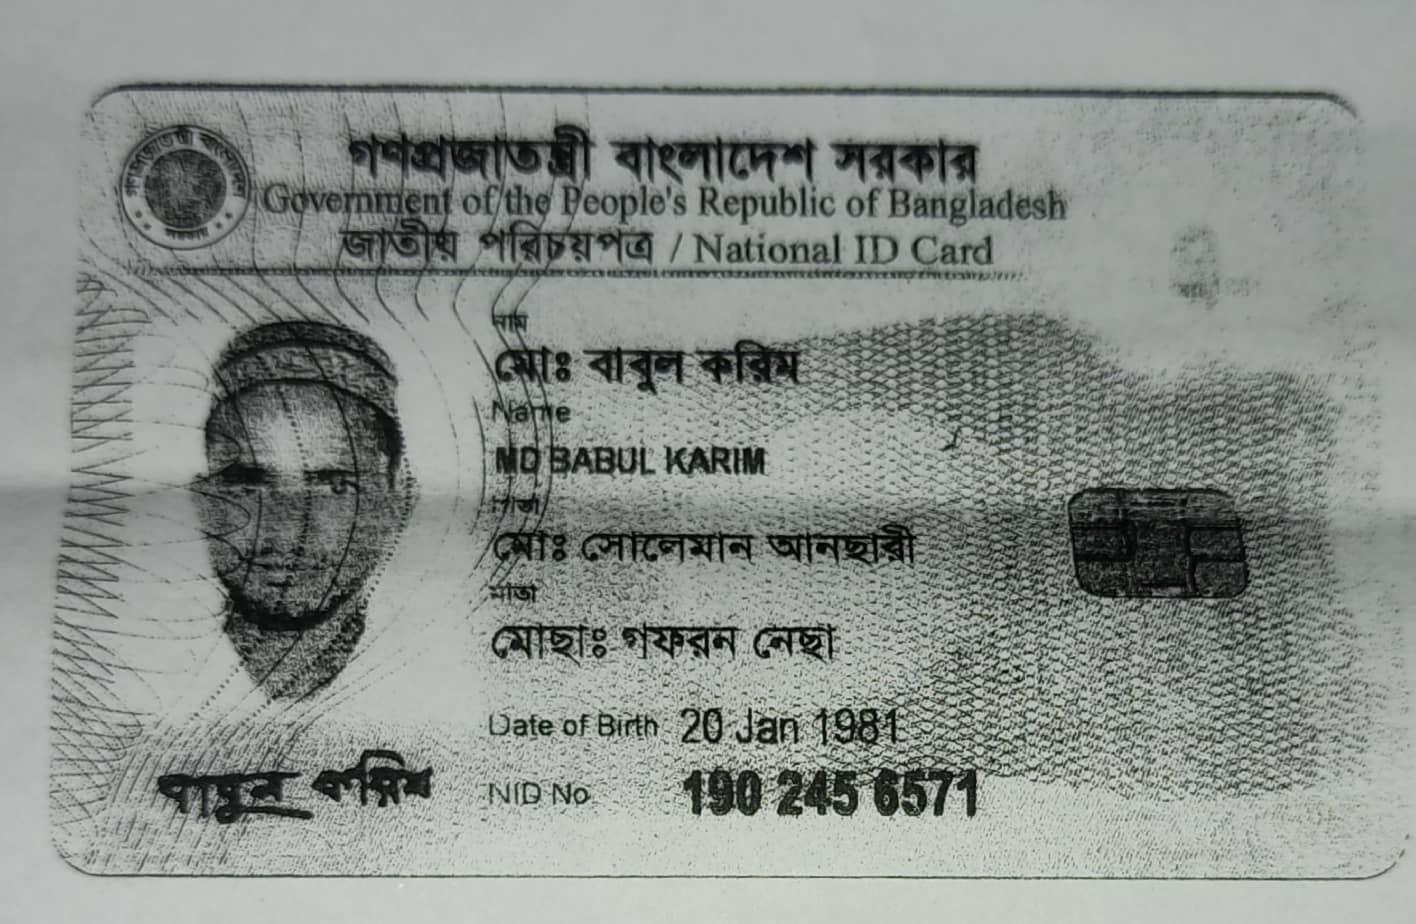 গণপ্রজাতন্ত্রী বাংলাদেশ সরকার
Government of the People's Republic of Bangladesh
জাতীয় পরিচয়পত্র / National ID Card
নাম
মোঃ বাবুল করিম
Name
MD BABUL KARIM
পিতা
মোঃ সোলেমান আনছারী
মাতা
মোছাঃ গফরন নেছা
Date of Birth 20 Jan 1981
বাবুল করিম
NID No. 190 245 6571